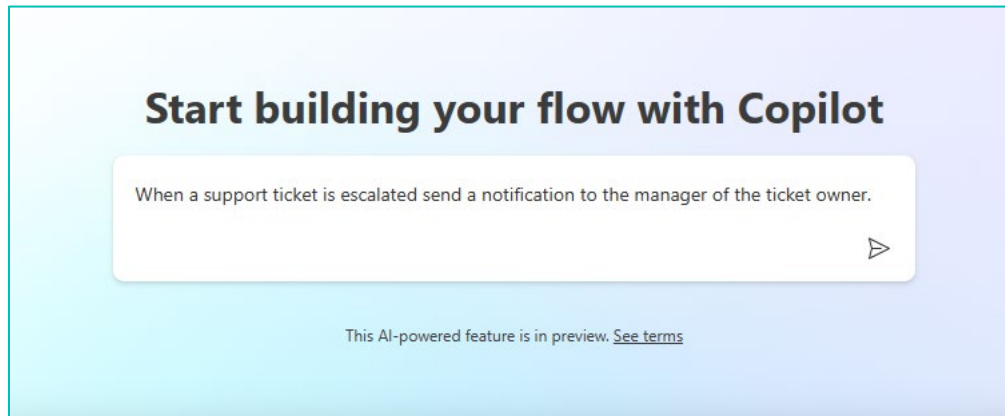 Start building your flow with Copilot
When a support ticket is escalated send a notification to the manager of the ticket owner.
This AI-powered feature is in preview. See terms